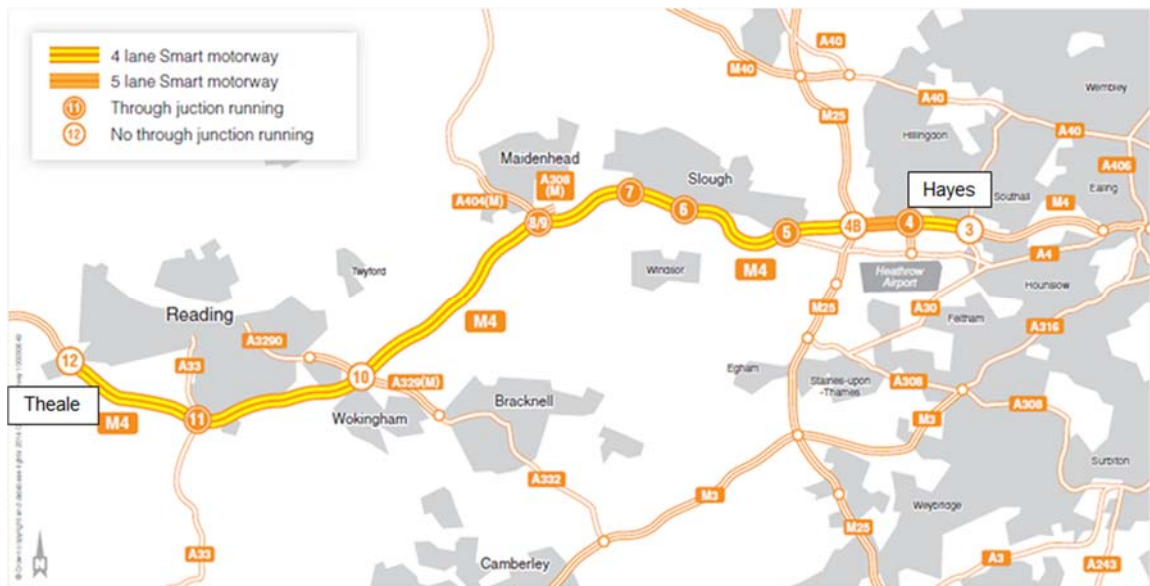 4 lane Smart motorway
5 lane Smart motorway
11 Through juction running
12 No through junction running
A40
M40
Wembley
A40
M25
Hillingdon
A40
A406
Maidenhead
A308
(M)
A404(M)
7
Slough
6
Hayes
Southall
M4
Ealing
8/9
5
4B
4
3
M4
Windsor
A4
Heathrow
Airport
Hounslow
Twyford
M25
A30
Feltham
A316
Reading
M4
A3290
A33
12
10
A329(M)
Egham
Staines-upon
-Thames
A308
Theale
M4
11
Wokingham
Bracknell
A308
M3
Surbiton
A332
M3
Weybridge
M25
N
A33
Camberley
A3
A243